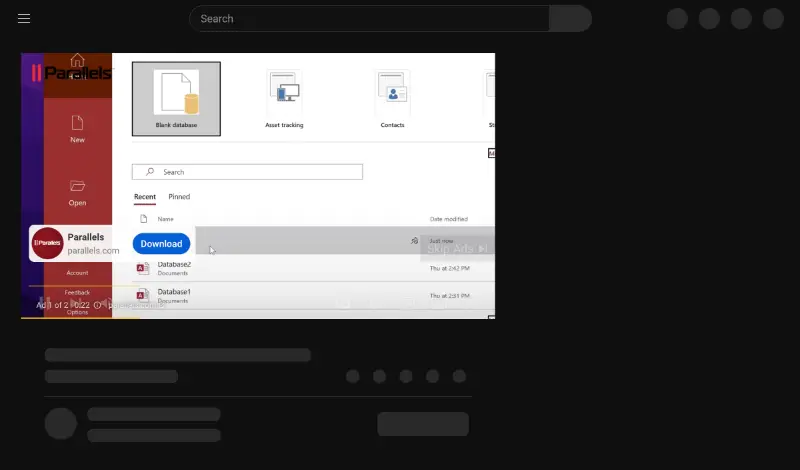 Search
Parallels
New
Open
Account
Feedback
Options
Blank database
Asset tracking
Contacts
Search
Recent
Pinned
Name
Date modified
Just now
Database2
Documents
Thu at 2:42 PM
Database1
Documents
Thu at 2:51 PM
Parallels
Parallels
parallels.com
Download
Skip Ads
Ad 1 of 2 · 0:22